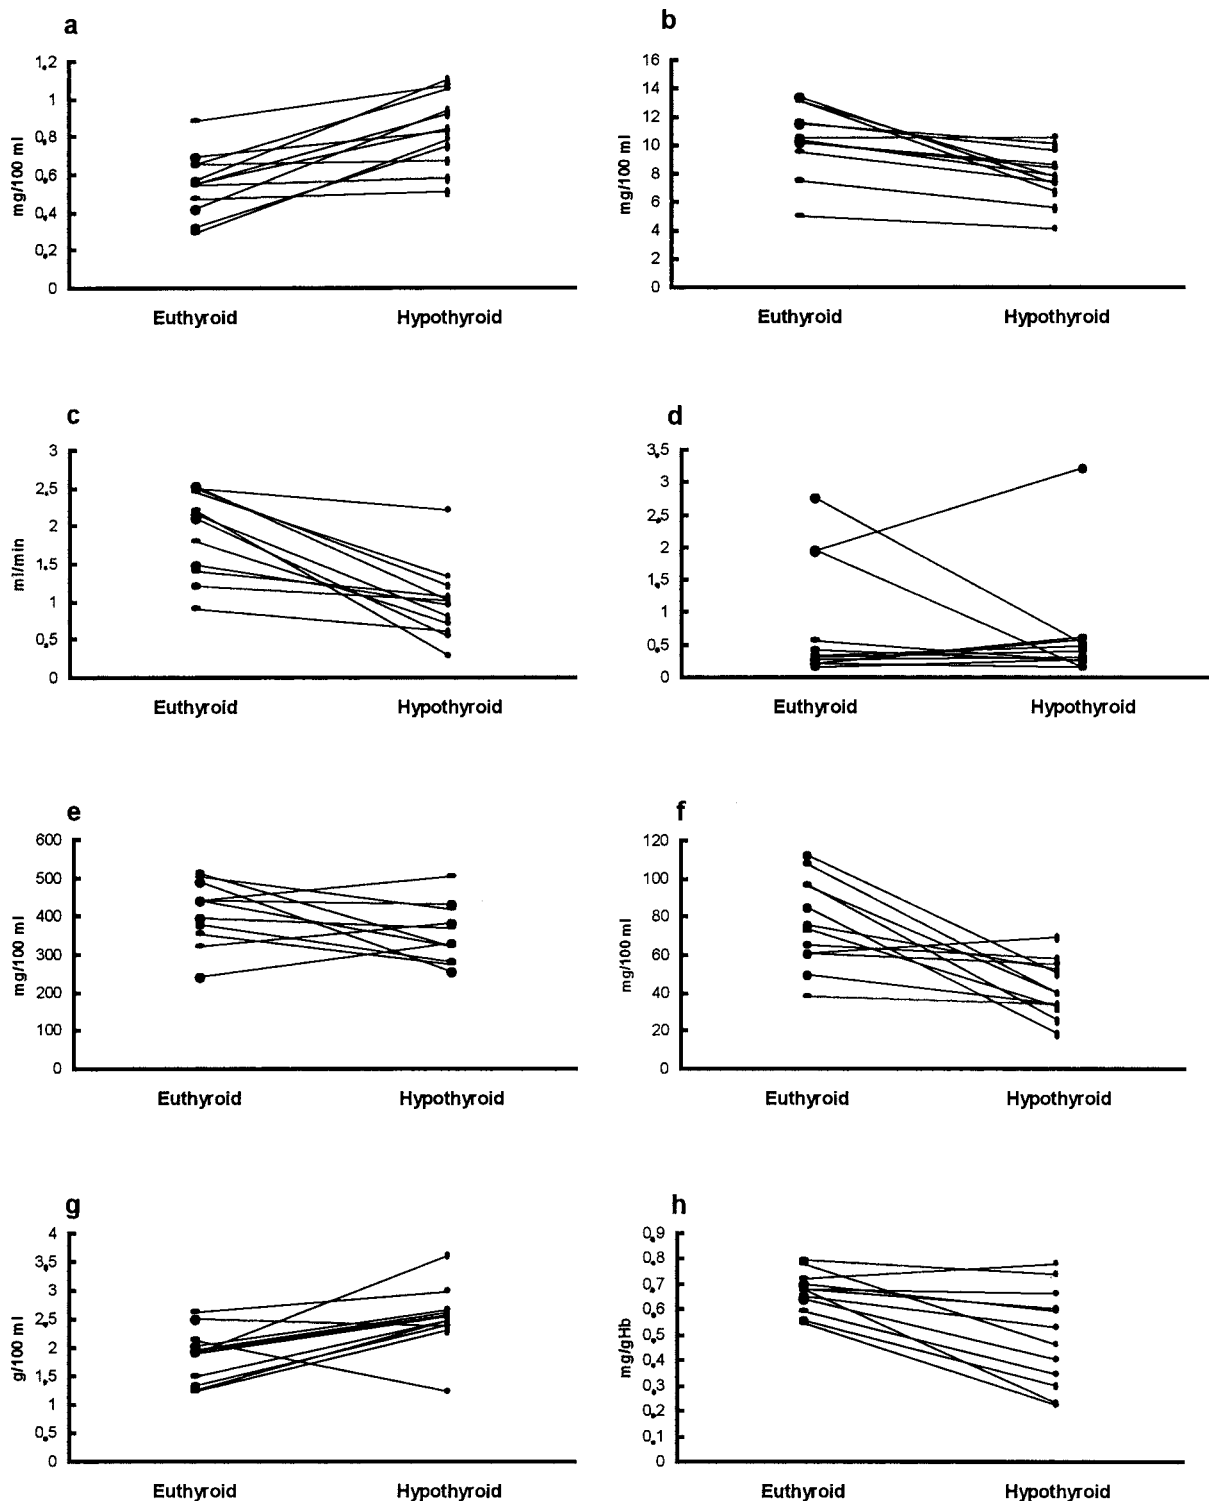 a
1,2
1
0,8
0,6
0,4
0,2
0
mg/100 ml
Euthyroid Hypothyroid
b
16
14
12
10
8
6
4
2
0
mg/100 ml
Euthyroid Hypothyroid
c
3
2,5
2
1,5
1
0,5
0
ml/min
Euthyroid Hypothyroid
d
3,5
3
2,5
2
1,5
1
0,5
0
Euthyroid Hypothyroid
e
600
500
400
300
200
100
0
mg/100 ml
Euthyroid Hypothyroid
f
120
100
80
60
40
20
0
mg/100 ml
Euthyroid Hypothyroid
g
4
3,5
3
2,5
2
1,5
1
0,5
0
g/100 ml
Euthyroid Hypothyroid
h
0,9
0,8
0,7
0,6
0,5
0,4
0,3
0,2
0,1
0
mg/gHb
Euthyroid Hypothyroid